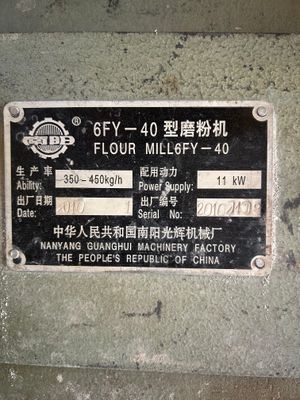 ®
6FY-40 型磨粉机
FLOUR MILL6FY-40
生产率 配用动力
Ability: 350~450kg/h Power Supply: 11 kW
出厂日期 出厂编号
Date: Serial No:
中华人民共和国南阳光辉机械厂
NANYANG GUANGHUI MACHINERY FACTORY
THE PEOPLE'S REPUBLIC OF CHINA